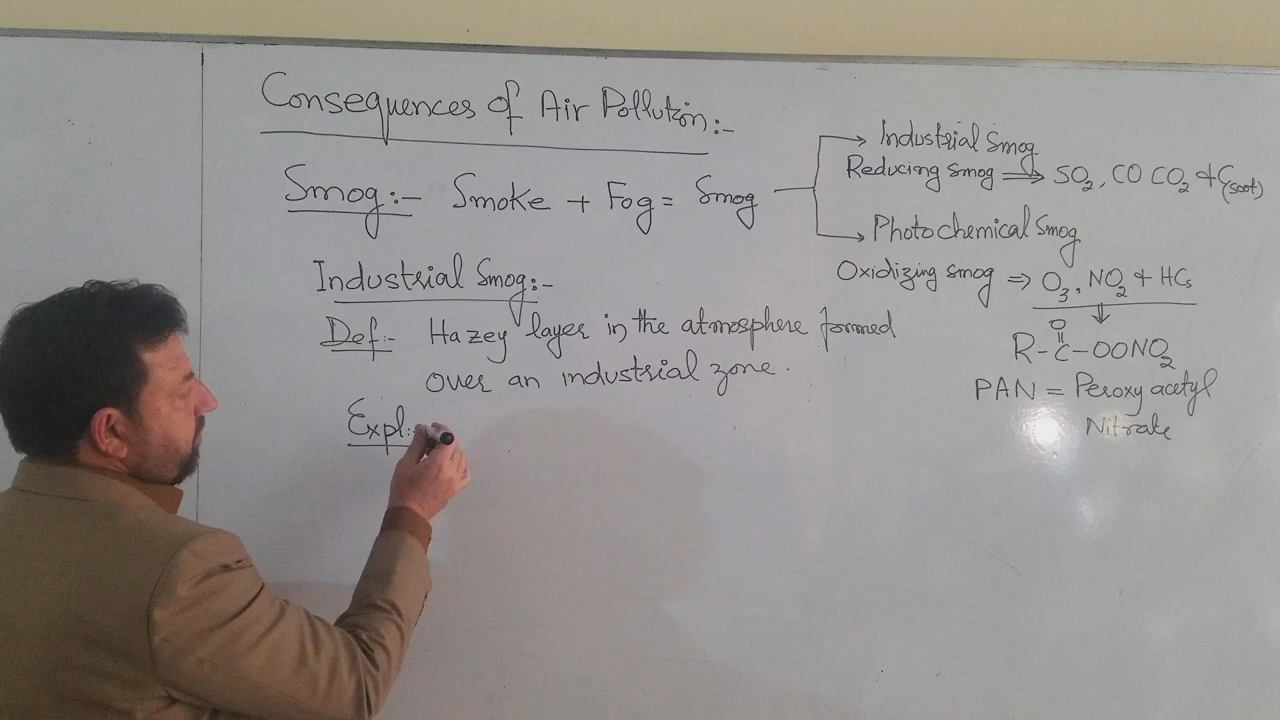 Consequences of Air Pollution:-
Smog:- Smoke + Fog = Smog
Industrial Smog
Reducing Smog ⇒ SO₂, CO CO₂ + C(soot)
Photochemical Smog
Oxidizing smog ⇒ O₃, NO₂ + HCs
O
R-C-OONO₂
PAN = Peroxy acetyl
Nitrate
Industrial Smog:-
Def:- Hazey layer in the atmosphere formed
over an industrial zone.
Expl:-